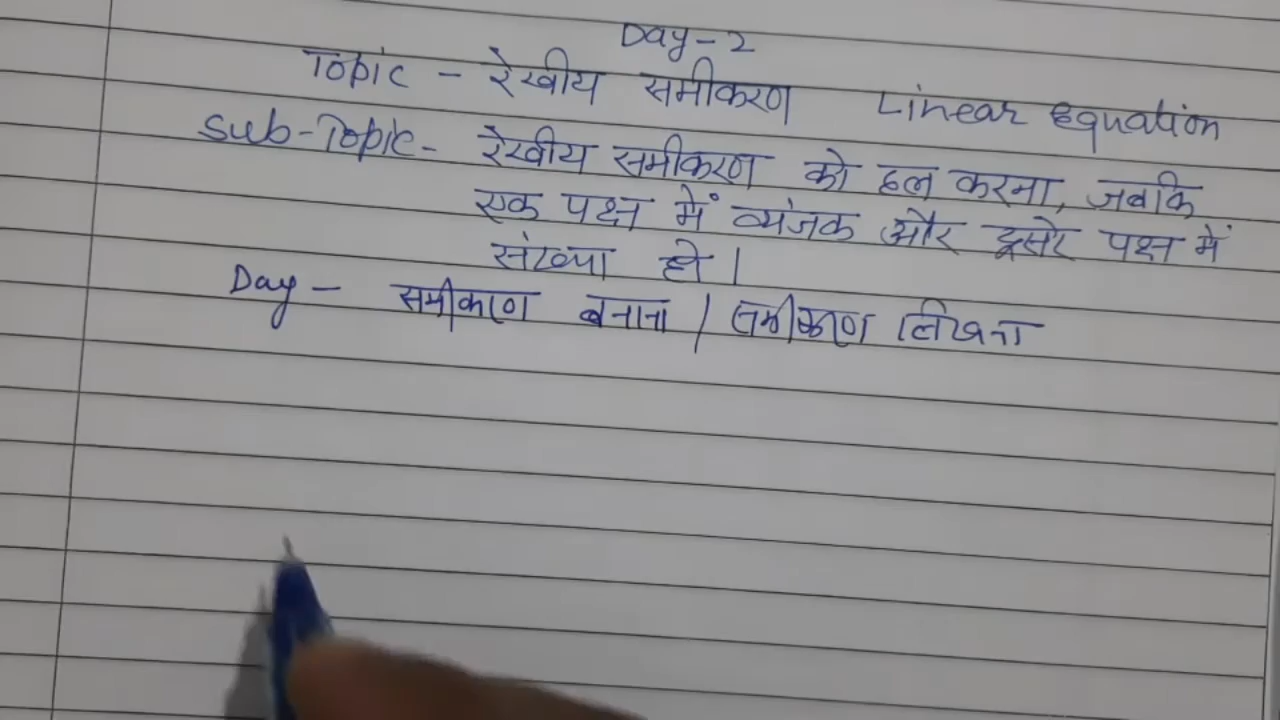 Day-2
Topic - रेखीय समीकरण Linear Equation
Sub-Topic- रेखीय समीकरण को हल करना, जबकि
एक पक्ष में व्यंजक और दूसरे पक्ष में
संख्या हो।
Day- समीकरण बनाना / समीकरण लिखना